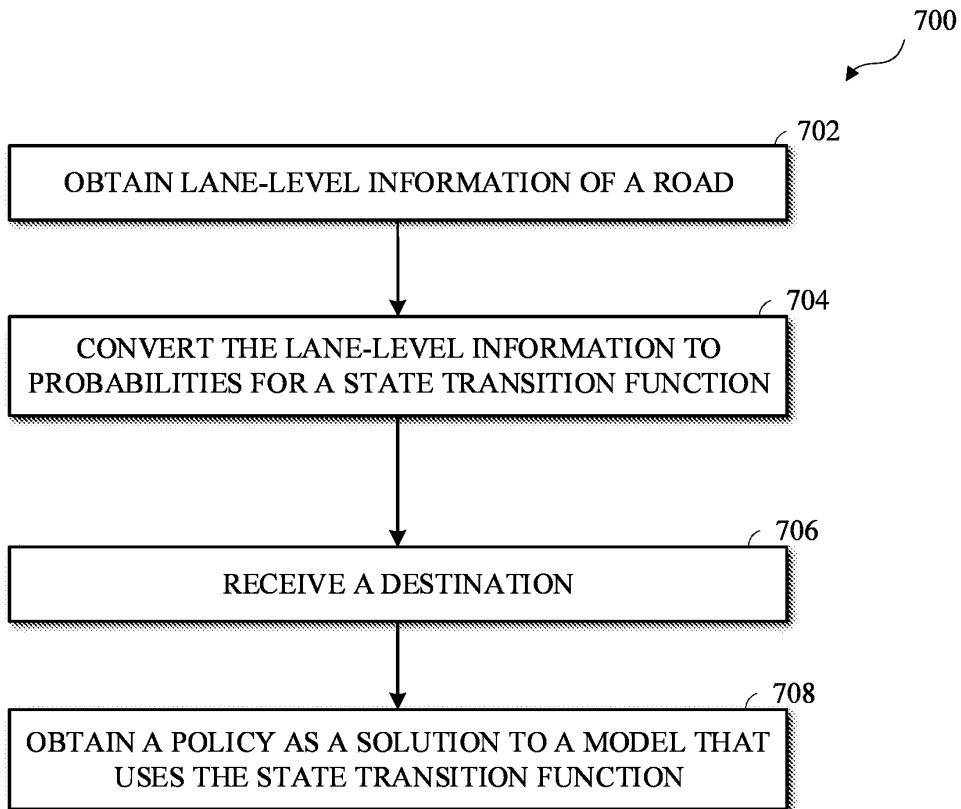 700
702
OBTAIN LANE-LEVEL INFORMATION OF A ROAD
704
CONVERT THE LANE-LEVEL INFORMATION TO
PROBABILITIES FOR A STATE TRANSITION FUNCTION
706
RECEIVE A DESTINATION
708
OBTAIN A POLICY AS A SOLUTION TO A MODEL THAT
USES THE STATE TRANSITION FUNCTION